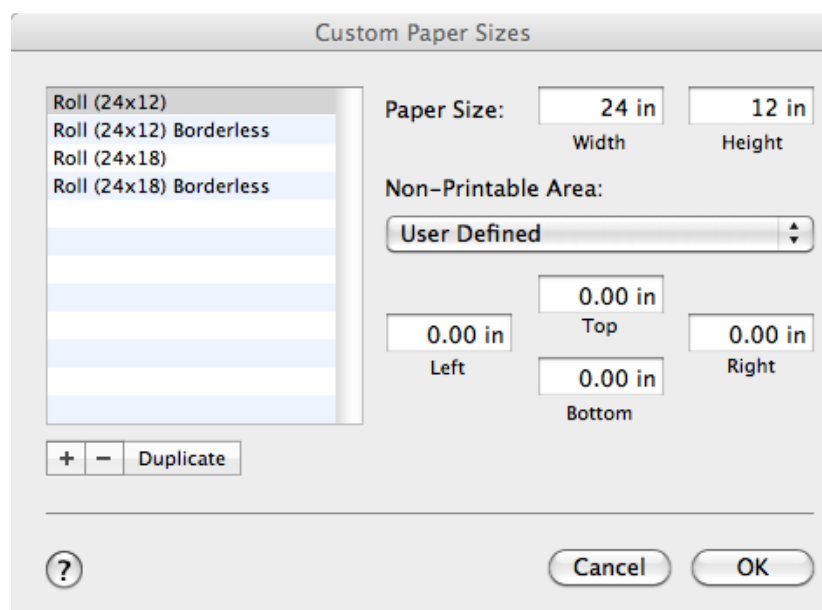 Custom Paper Sizes
Roll (24x12)
Roll (24x12) Borderless
Roll (24x18)
Roll (24x18) Borderless
+ − Duplicate
Paper Size:
24 in
12 in
Width
Height
Non-Printable Area:
User Defined
0.00 in
Top
0.00 in
Left
0.00 in
Right
0.00 in
Bottom
?
Cancel
OK